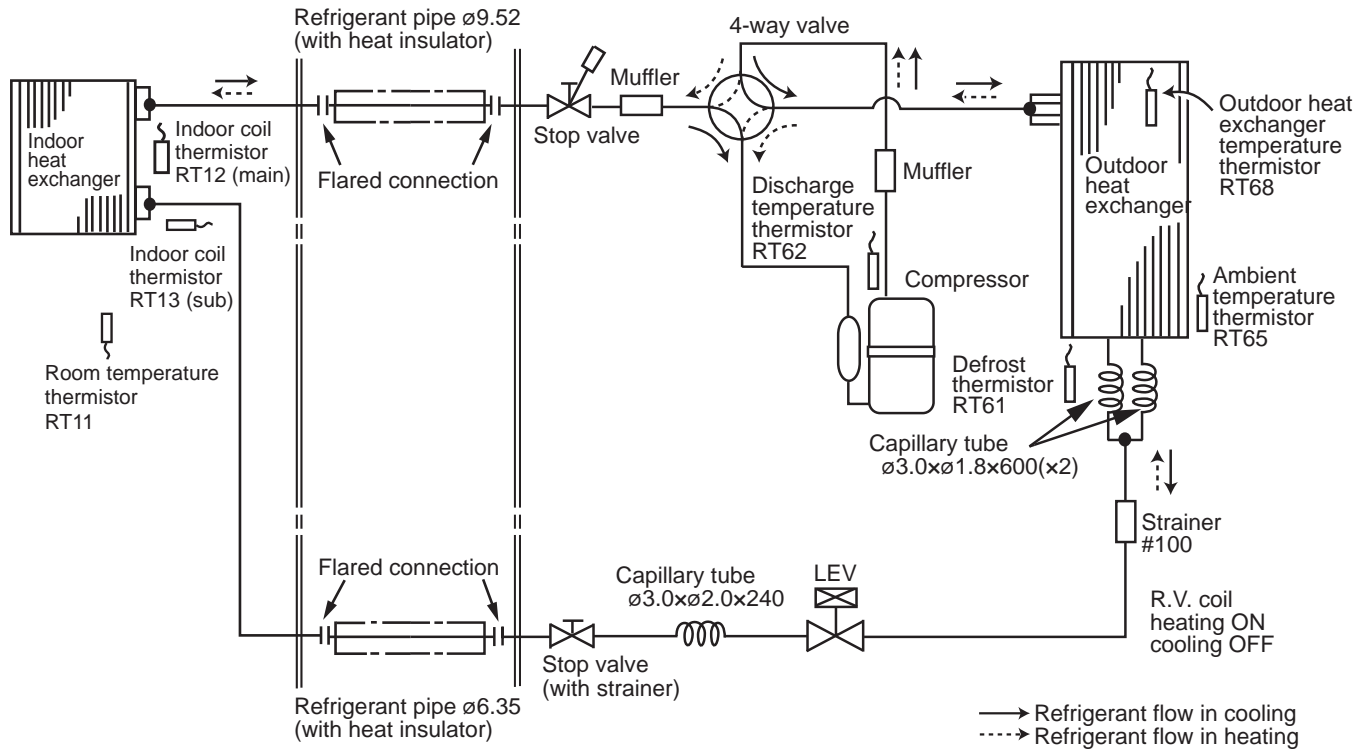 Refrigerant pipe ø9.52
(with heat insulator)
4-way valve
Muffler
Stop valve
Indoor
heat
exchanger
Indoor coil
thermistor
RT12 (main)
Flared connection
Indoor coil
thermistor
RT13 (sub)
Room temperature
thermistor
RT11
Discharge
temperature
thermistor
RT62
Muffler
Compressor
Outdoor
heat
exchanger
Outdoor heat
exchanger
temperature
thermistor
RT68
Ambient
temperature
thermistor
RT65
Defrost
thermistor
RT61
Capillary tube
ø3.0×ø1.8×600(×2)
Strainer
#100
Flared connection
Capillary tube
ø3.0×ø2.0×240
LEV
R.V. coil
heating ON
cooling OFF
Stop valve
(with strainer)
Refrigerant pipe ø6.35
(with heat insulator)
Refrigerant flow in cooling
Refrigerant flow in heating